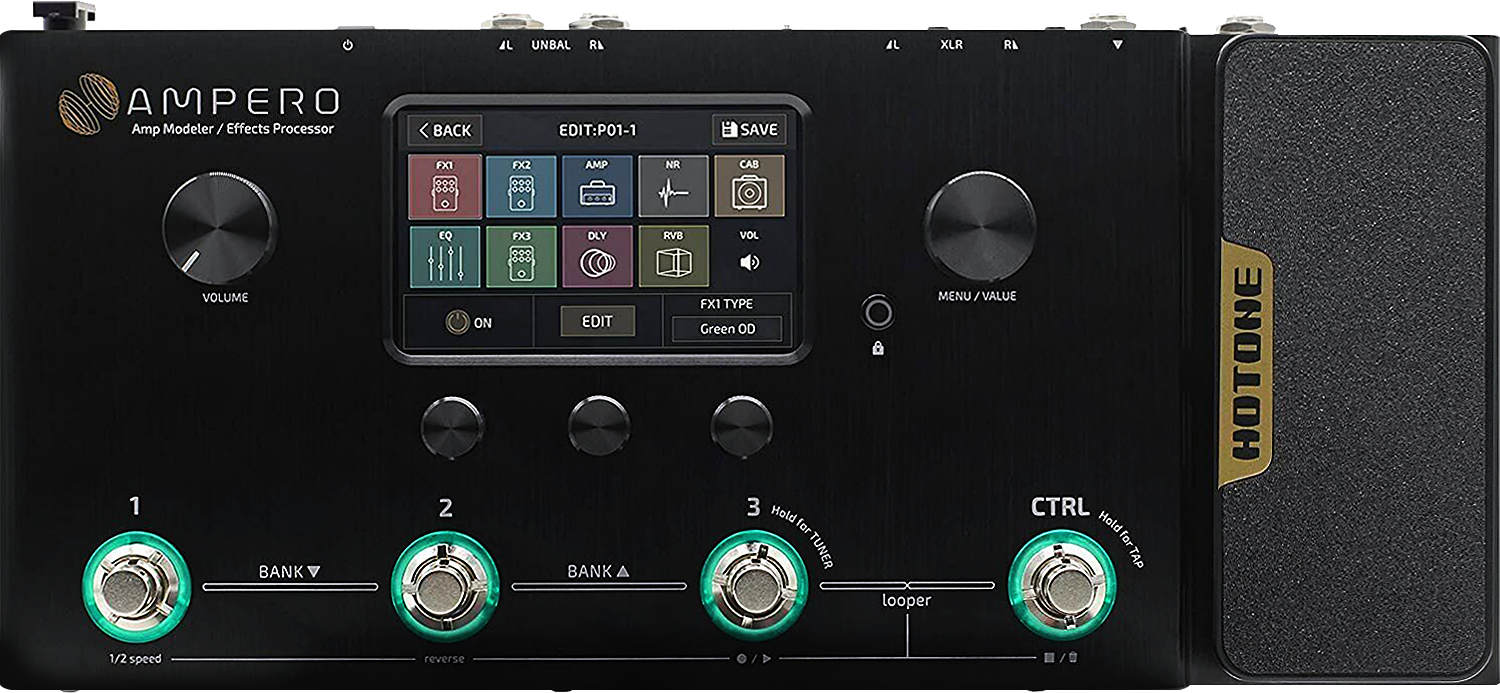 L UNBAL R
L XLR R
AMPERO
Amp Modeler / Effects Processor
BACK
EDIT:P01-1
SAVE
FX1
FX2
AMP
NR
CAB
EQ
FX3
DLY
RVB
VOL
ON
EDIT
FX1 TYPE
Green OD
VOLUME
MENU / VALUE
HOTONE
1
2
3
Hold for TUNER
CTRL
Hold for TAP
BANK ▼
BANK ▲
looper
1/2 speed
reverse